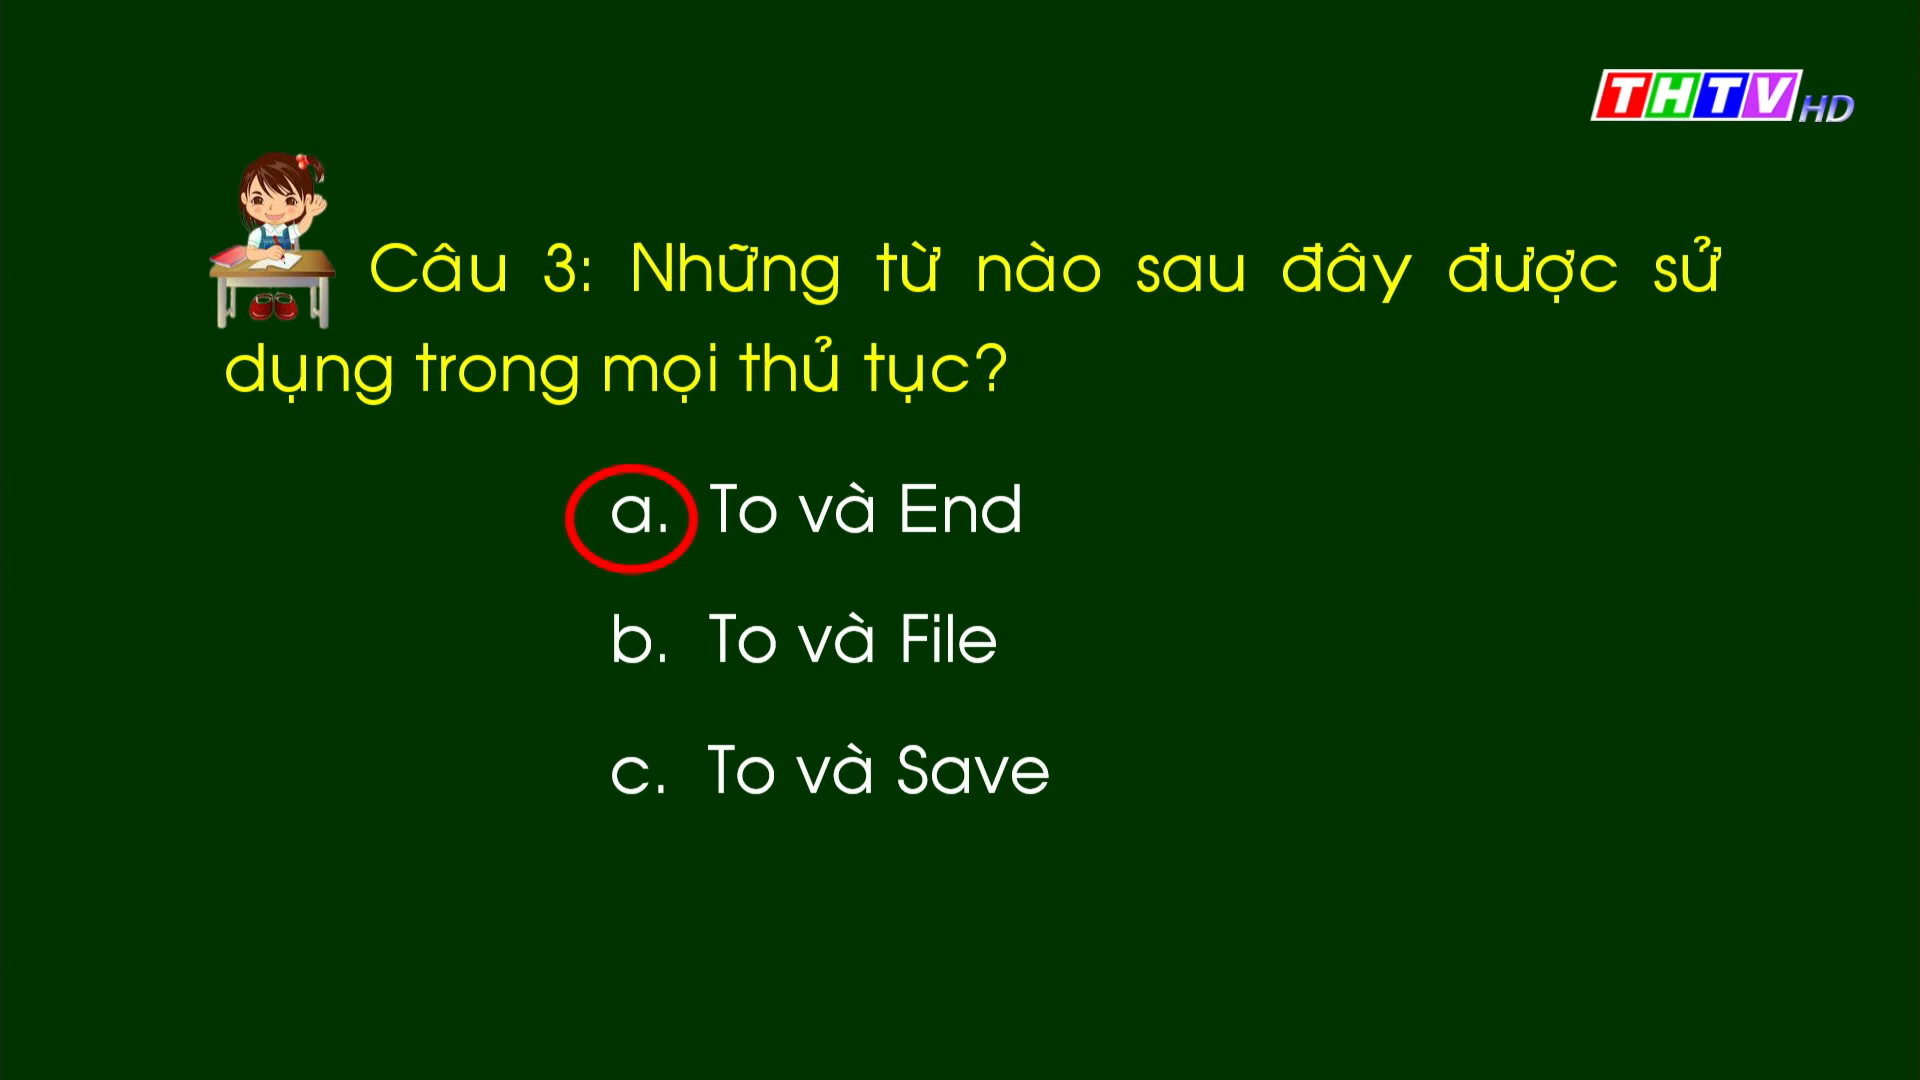 THTV HD
Câu 3: Những từ nào sau đây được sử
dụng trong mọi thủ tục?
a. To và End
b. To và File
c. To và Save